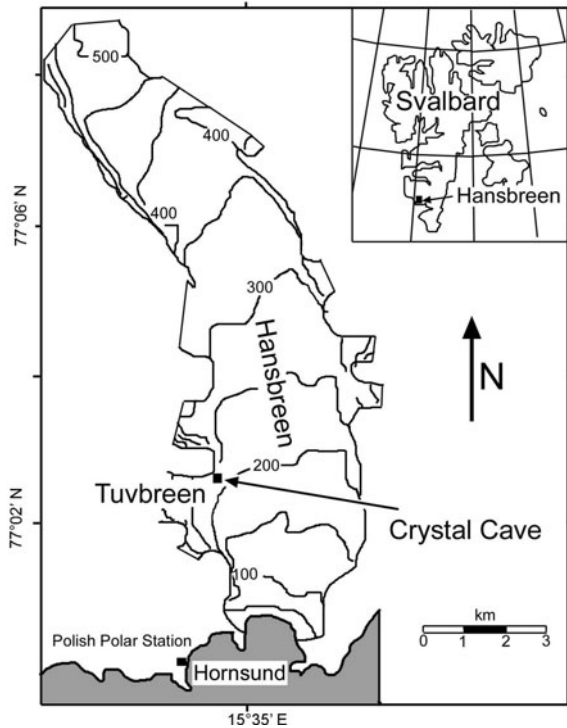 500
400
Svalbard
Hansbreen
77°06' N
400
300
Hansbreen
N
200
Tuvbreen
Crystal Cave
77°02' N
100
km
0 1 2 3
Polish Polar Station
Hornsund
15°35' E